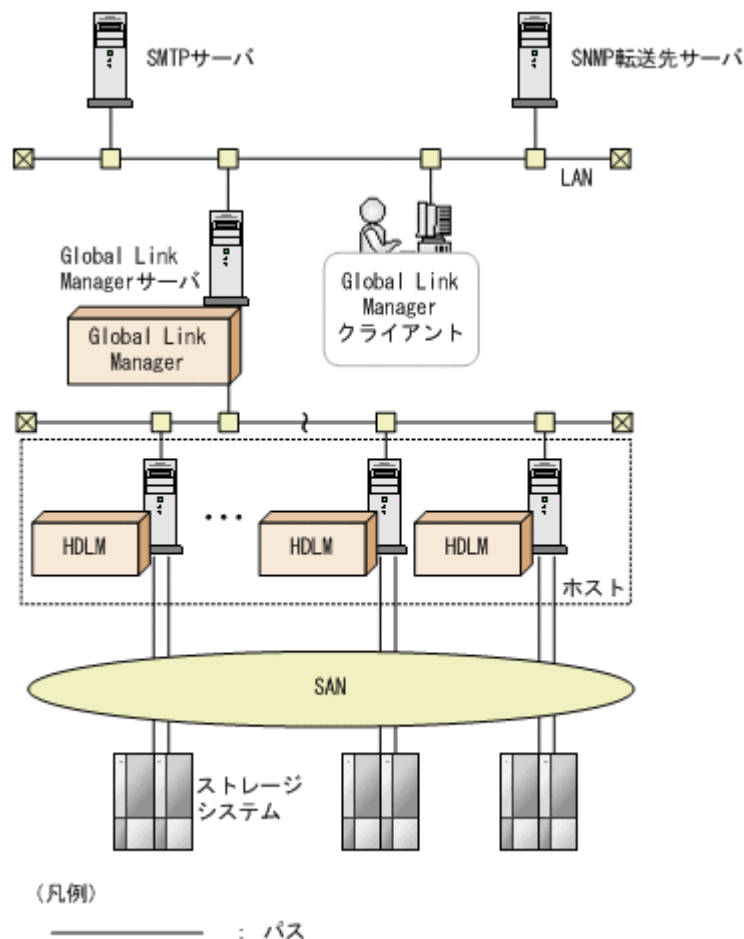 SMTPサーバ
SNMP転送先サーバ
LAN
Global Link
Managerサーバ
Global Link
Manager
Global Link
Manager
クライアント
HDLM
・・・
HDLM
HDLM
ホスト
SAN
ストレージ
システム
(凡例)
: パス